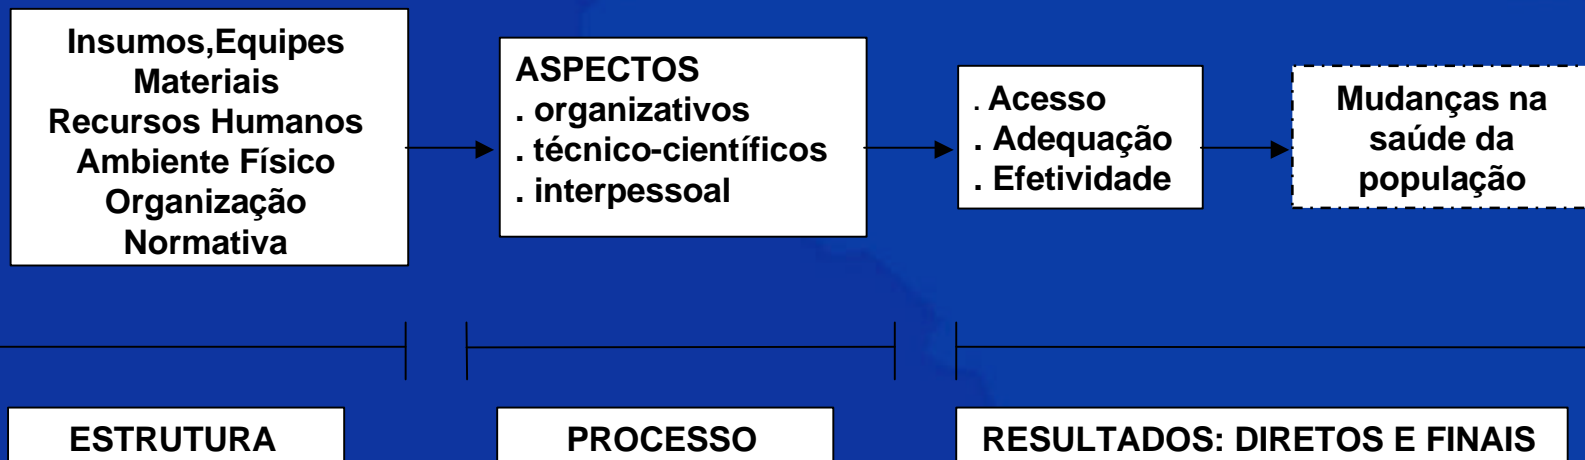 Insumos,Equipes
Materiais
Recursos Humanos
Ambiente Físico
Organização
Normativa
ASPECTOS
. organizativos
. técnico-científicos
. interpessoal
. Acesso
. Adequação
. Efetividade
Mudanças na
saúde da
população
ESTRUTURA
PROCESSO
RESULTADOS: DIRETOS E FINAIS